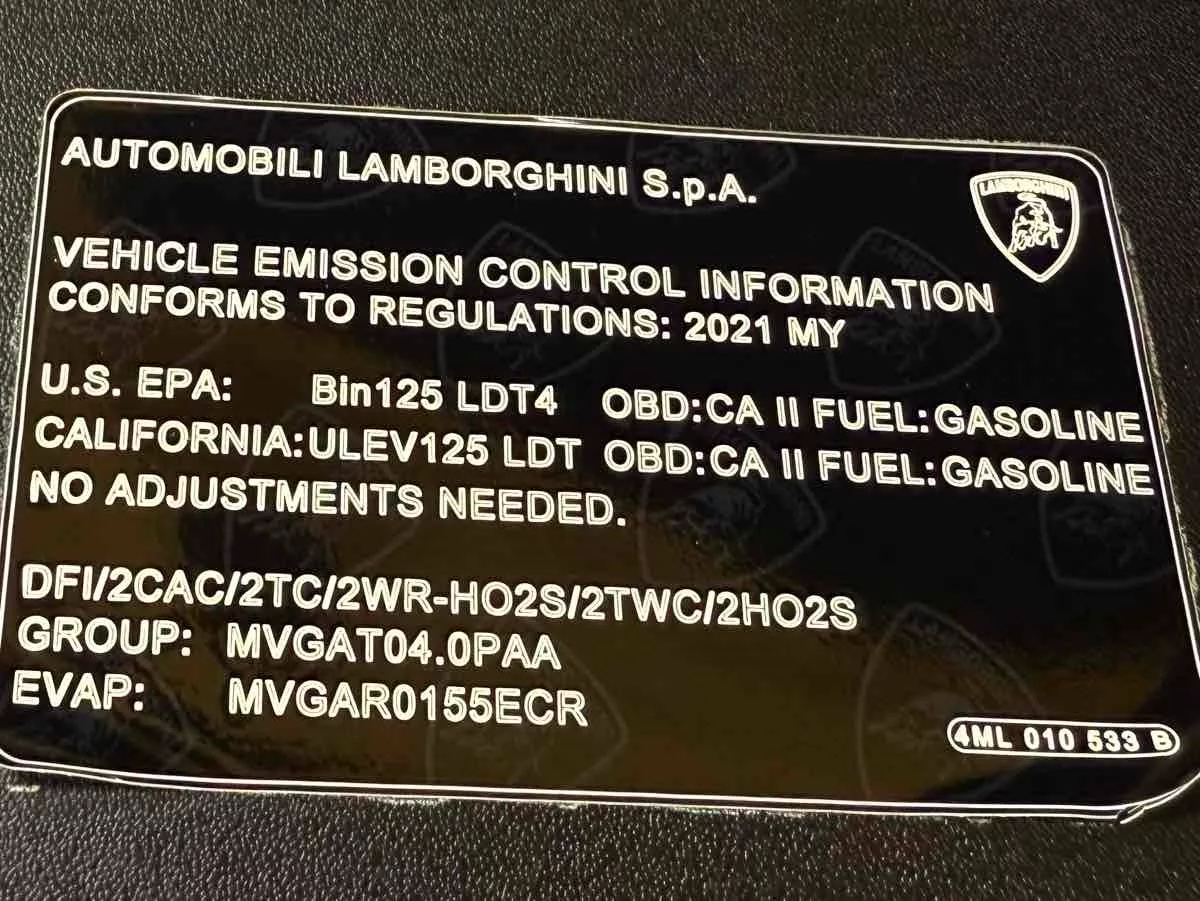 AUTOMOBILI LAMBORGHINI S.p.A.
LAMBORGHINI
VEHICLE EMISSION CONTROL INFORMATION
CONFORMS TO REGULATIONS: 2021 MY
U.S. EPA: Bin125 LDT4 OBD:CA II FUEL:GASOLINE
CALIFORNIA:ULEV125 LDT OBD:CA II FUEL:GASOLINE
NO ADJUSTMENTS NEEDED.
DFI/2CAC/2TC/2WR-HO2S/2TWC/2HO2S
GROUP: MVGAT04.0PAA
EVAP: MVGAR0155ECR
4ML 010 533 B